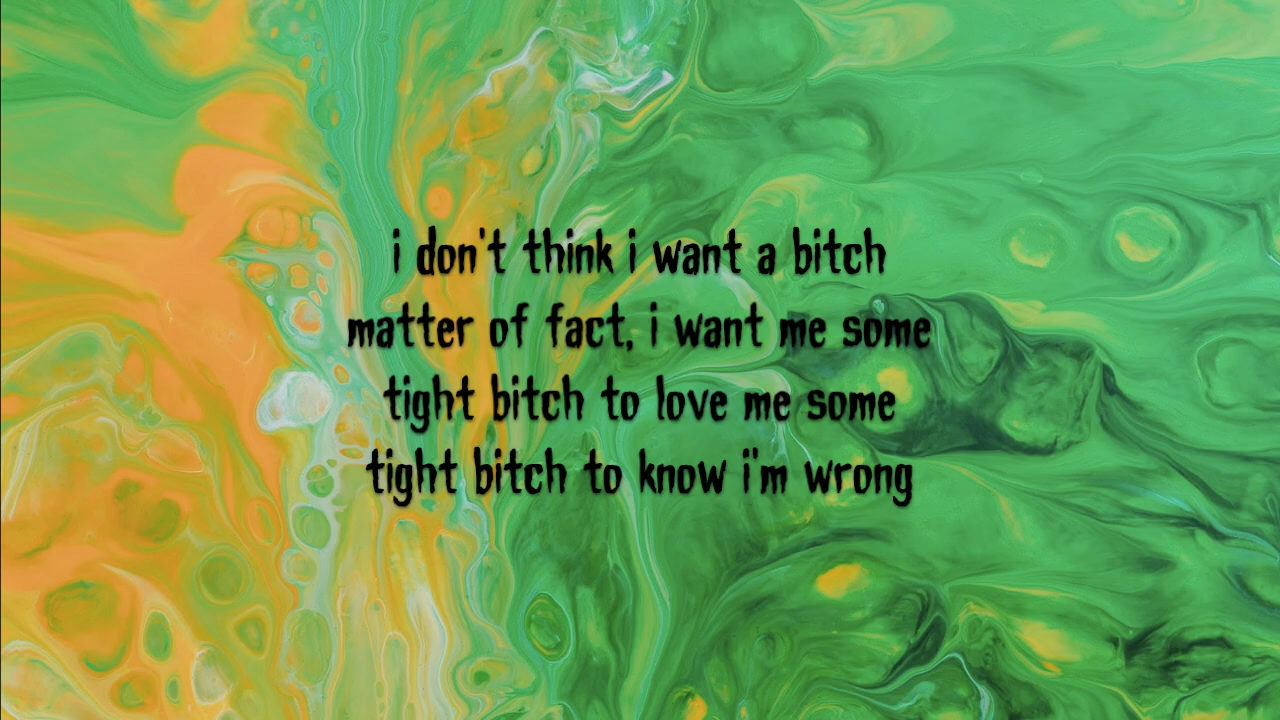 i don't think i want a bitch
matter of fact, i want me some
tight bitch to love me some
tight bitch to know i'm wrong